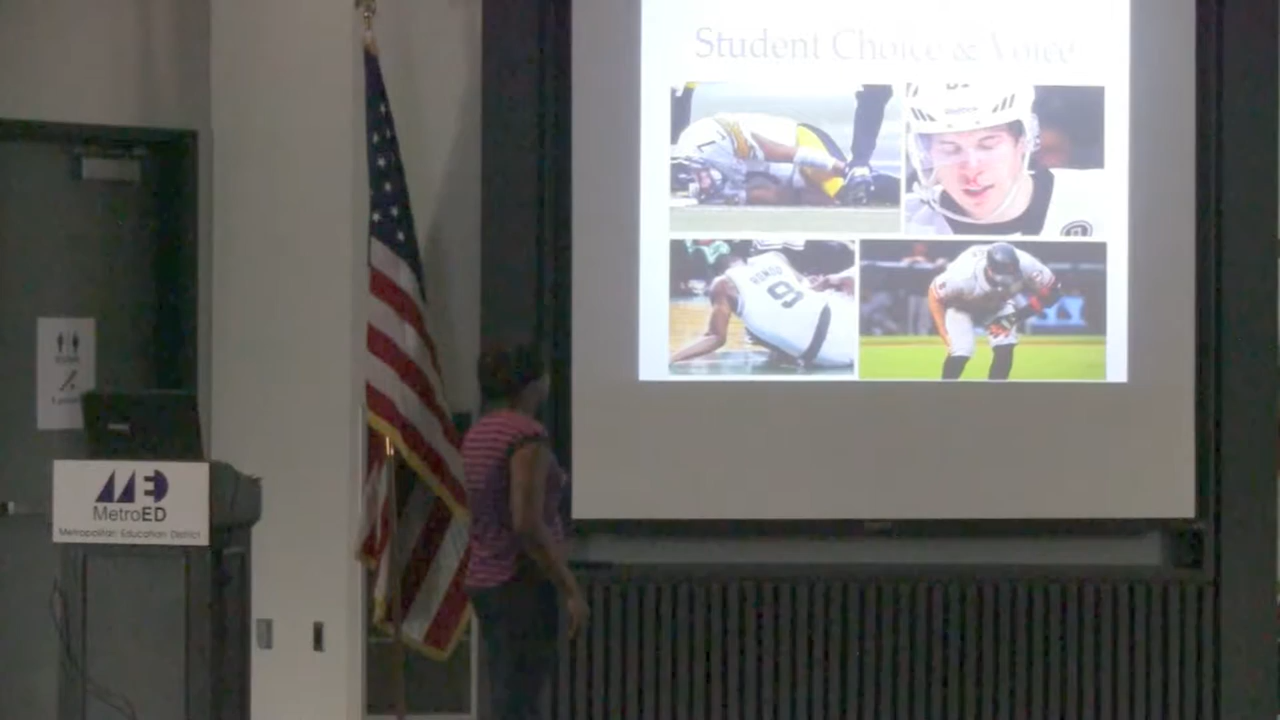 Student Choice & Voice
RONDO
9
MetroED
Metropolitan Education District